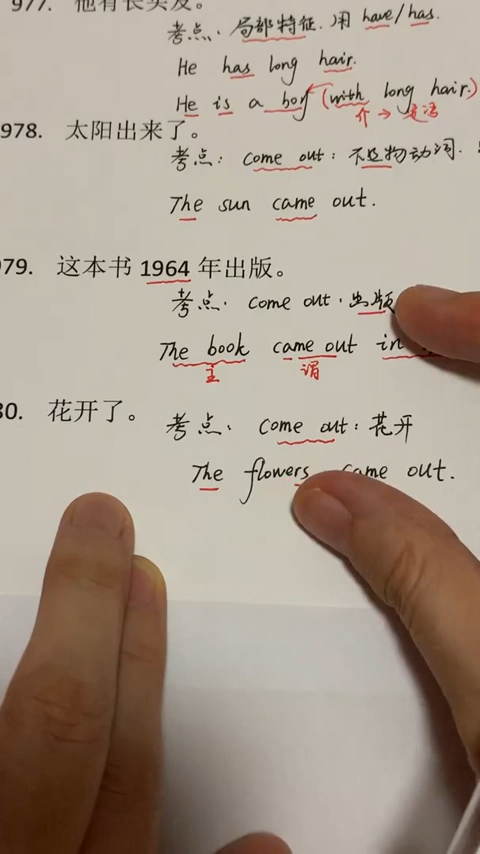 977. 他有长头发。
考点: 局部特征. 用 have/has.
He has long hair.
He is a boy (with long hair.)
介 → 定语
978. 太阳出来了。
考点: come out: 不及物动词.
The sun came out.
979. 这本书 1964 年出版。
考点: come out: 出版
The book came out in
主 谓
80. 花开了。
考点: come out: 花开
The flowers came out.